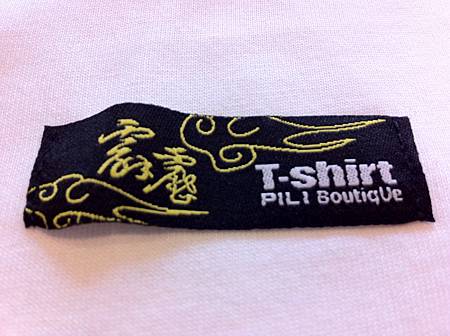 霹靂
T-shirt
PILI BoutiqUe